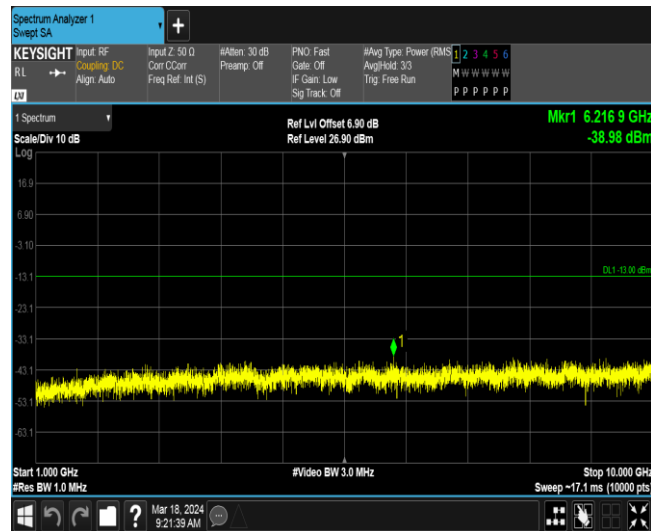 Spectrum Analyzer 1
Swept SA
KEYSIGHT
RL
LXI
Input: RF
Coupling: DC
Align: Auto
Input Z: 50 Ω
Corr CCorr
Freq Ref: Int (S)
#Atten: 30 dB
Preamp: Off
PNO: Fast
Gate: Off
IF Gain: Low
Sig Track: Off
#Avg Type: Power (RMS
Avg|Hold: 3/3
Trig: Free Run
1 2 3 4 5 6
M W W W W W
P P P P P P
1 Spectrum
Scale/Div 10 dB
Log
Ref Lvl Offset 6.90 dB
Ref Level 26.90 dBm
Mkr1 6.216 9 GHz
-38.98 dBm
16.9
6.90
-3.10
-13.1
DL1 -13.00 dBm
-23.1
-33.1
1
-43.1
-53.1
-63.1
Start 1.000 GHz
#Res BW 1.0 MHz
#Video BW 3.0 MHz
Stop 10.000 GHz
Sweep ~17.1 ms (10000 pts
Mar 18, 2024
9:21:39 AM